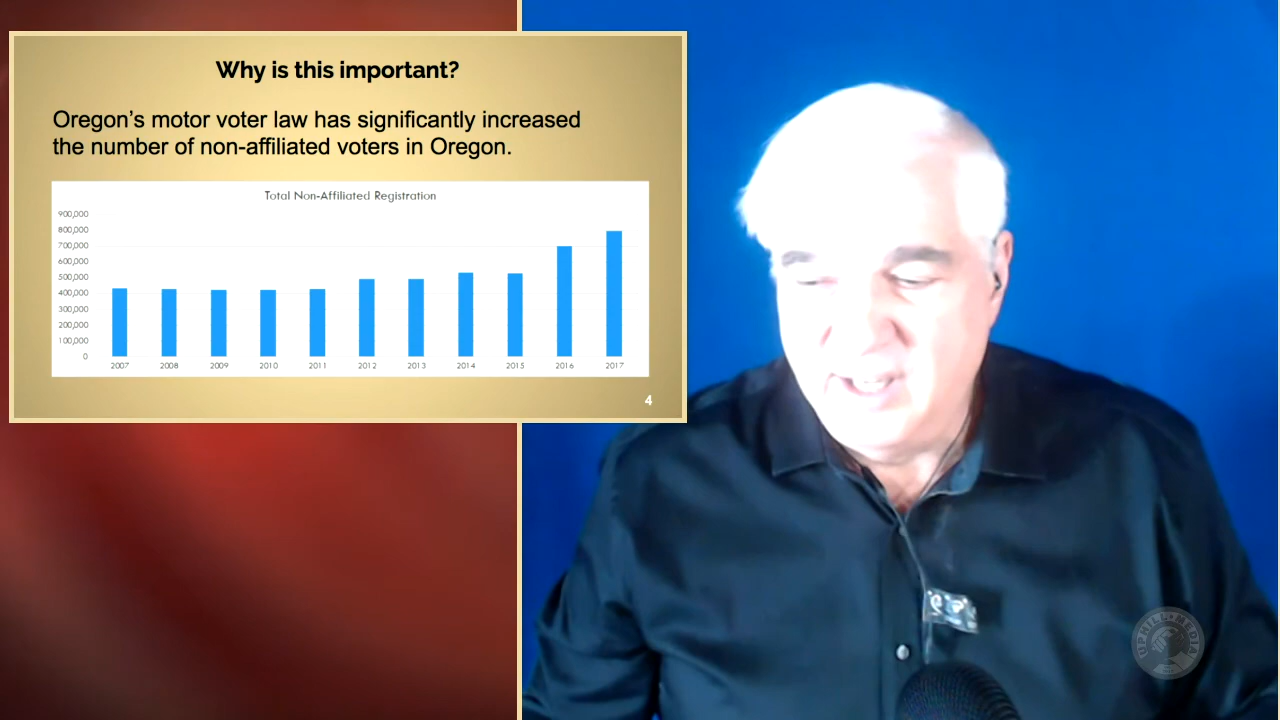 Why is this important?
Oregon's motor voter law has significantly increased
the number of non-affiliated voters in Oregon.
Total Non-Affiliated Registration
900,000
800,000
700,000
600,000
500,000
400,000
300,000
200,000
100,000
0
2007 2008 2009 2010 2011 2012 2013 2014 2015 2016 2017
4
UPHILL MEDIA